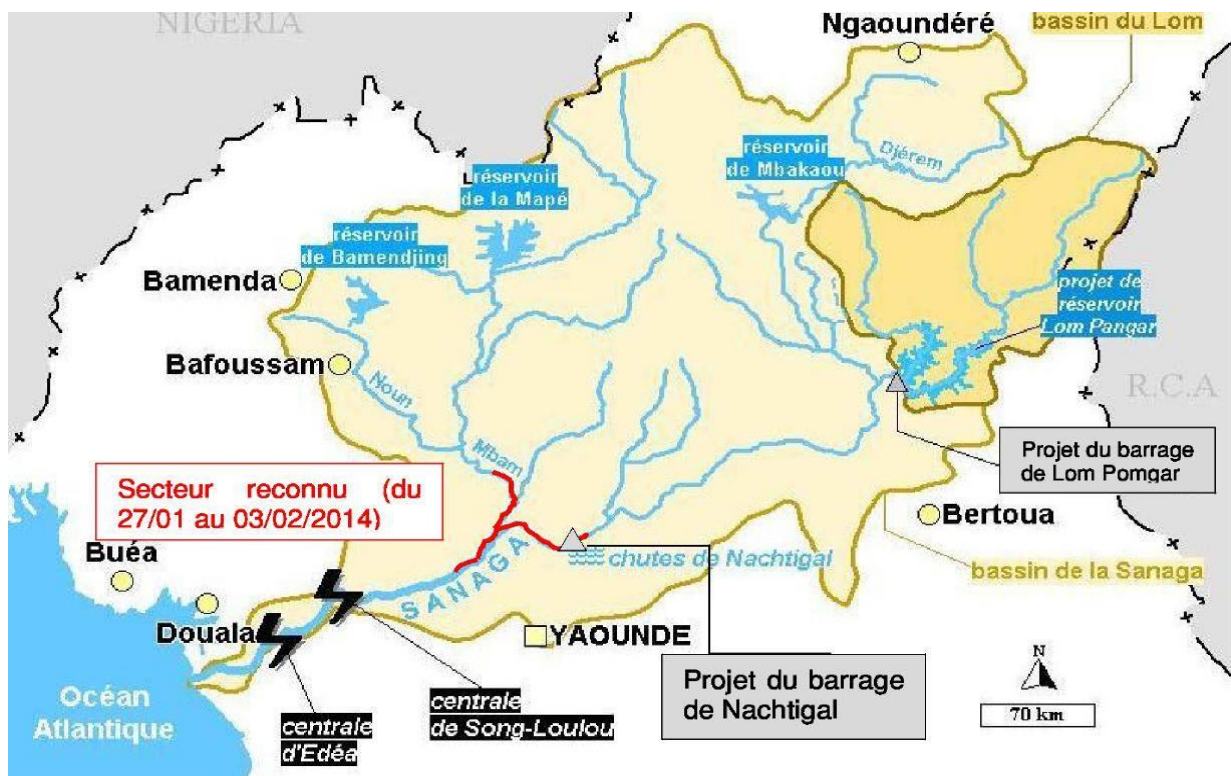 NIGERIA
Ngaoundéré
bassin du Lom
Djérem
réservoir
de Mbakaou
réservoir
de la Mapé
réservoir
de Bamendjing
Bamenda
projet de
réservoir
Lom Pangar
Bafoussam
Noun
R.C.A
Mbam
Projet du barrage
de Lom Pomgar
Secteur reconnu (du
27/01 au 03/02/2014)
Bertoua
Buéa
chutes de Nachtigal
SANAGA
bassin de la Sanaga
Douala
YAOUNDE
N
Projet du barrage
de Nachtigal
Océan
Atlantique
centrale
de Song-Loulou
centrale
d'Edéa
70 km